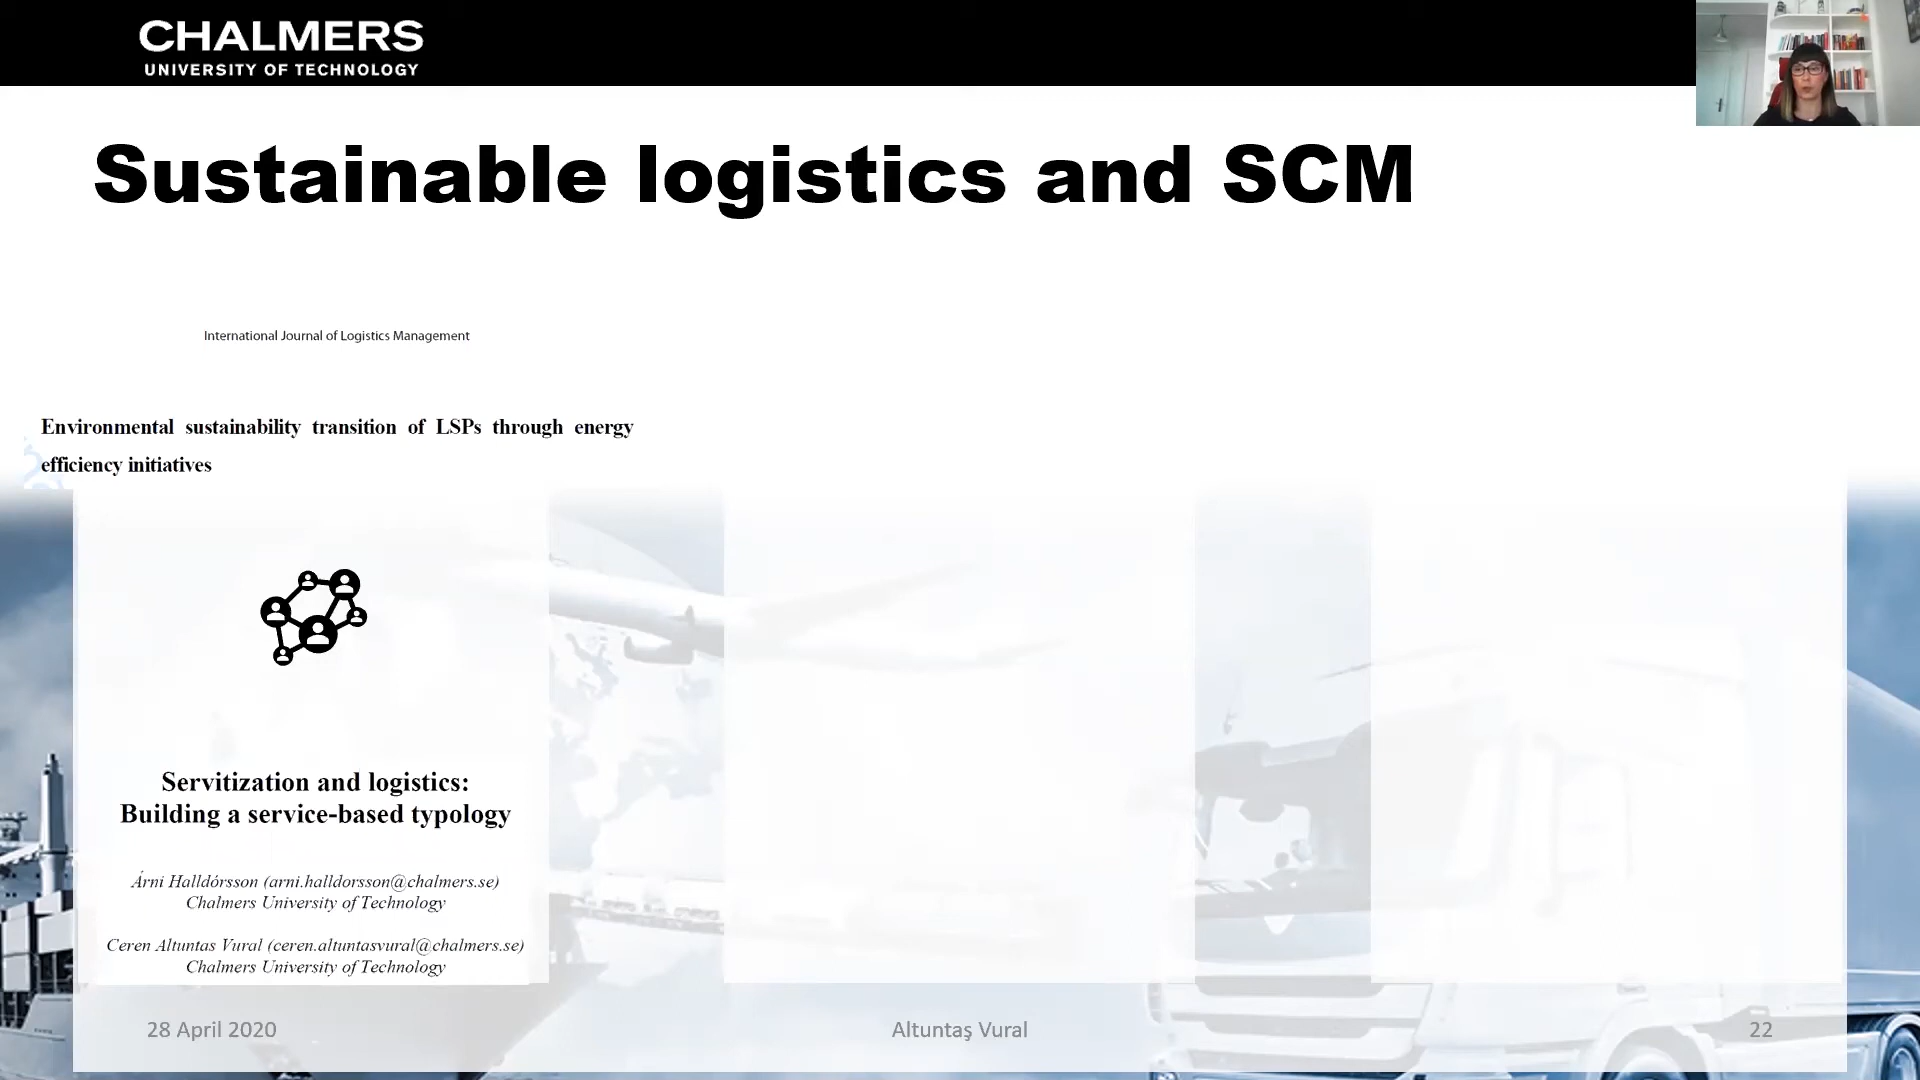 CHALMERS
UNIVERSITY OF TECHNOLOGY
Sustainable logistics and SCM
International Journal of Logistics Management
Environmental sustainability transition of LSPs through energy
efficiency initiatives
Servitization and logistics:
Building a service-based typology
Árni Halldórsson (arni.halldorsson@chalmers.se)
Chalmers University of Technology
Ceren Altuntas Vural (ceren.altuntasvural@chalmers.se)
Chalmers University of Technology
28 April 2020
Altuntaş Vural
22